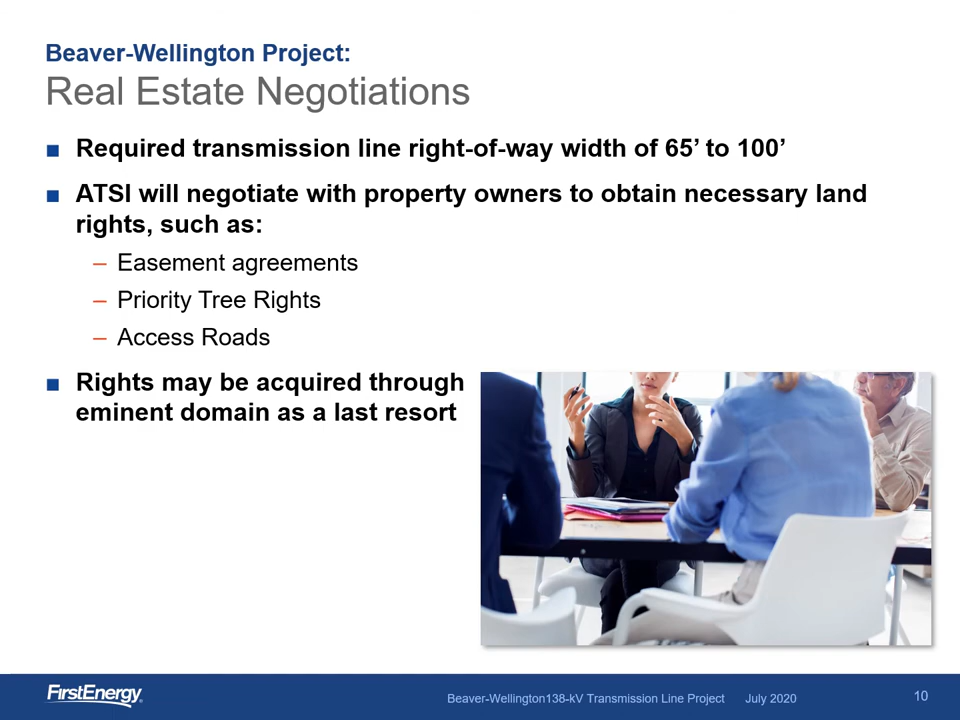 Beaver-Wellington Project:
Real Estate Negotiations
■ Required transmission line right-of-way width of 65’ to 100’
■ ATSI will negotiate with property owners to obtain necessary land
rights, such as:
– Easement agreements
– Priority Tree Rights
– Access Roads
■ Rights may be acquired through
eminent domain as a last resort
FirstEnergy®
Beaver-Wellington138-kV Transmission Line Project July 2020
10